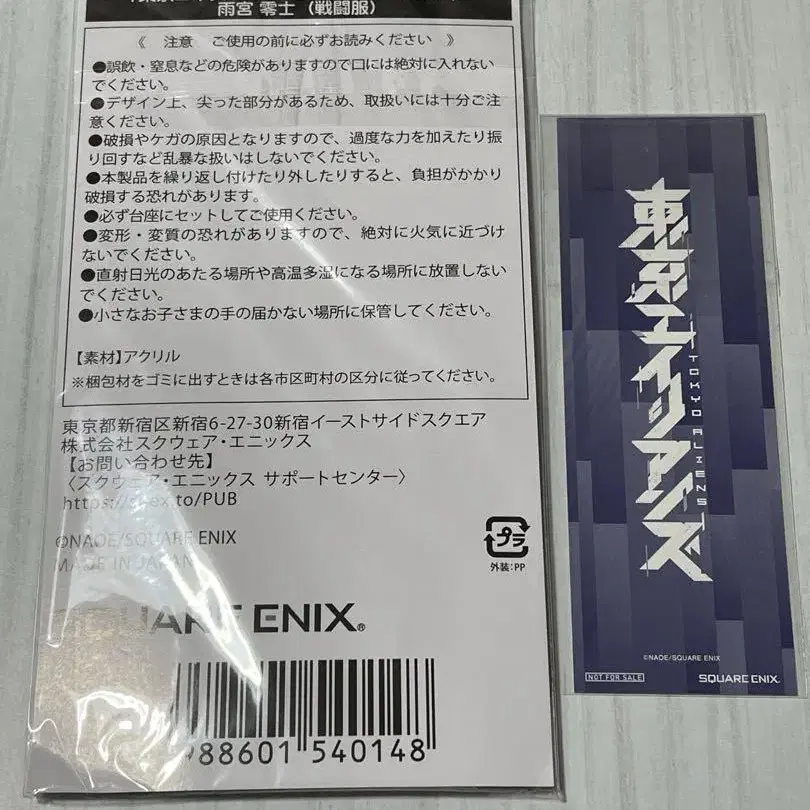 雨宮 零士（戦闘服）
《 注意 ご使用の前に必ずお読みください 》
●誤飲・窒息などの危険がありますので口には絶対に入れない
でください。
●デザイン上、尖った部分があるため、取扱いには十分ご注
意ください。
●破損やケガの原因となりますので、過度な力を加えたり振
り回すなど乱暴な扱いはしないでください。
●本製品を繰り返し付けたり外したりすると、負担がかかり
破損する恐れがあります。
●必ず台座にセットしてご使用ください。
●変形・変質の恐れがありますので、絶対に火気に近づけ
ないでください。
●直射日光のあたる場所や高温多湿になる場所に放置しない
でください。
●小さなお子さまの手の届かない場所に保管してください。
【素材】アクリル
※梱包材をゴミに出すときは各市区町村の区分に従ってください。
東京都新宿区新宿6-27-30新宿イーストサイドスクエア
株式会社スクウェア・エニックス
【お問い合わせ先】
〈スクウェア・エニックス サポートセンター〉
https://sqex.to/PUB
©NAOE/SQUARE ENIX
MADE IN JAPAN
プラ
外装:PP
SQUARE ENIX®
988601 540148
東京エイリアンズ
TOKYO ALIENS
©NAOE/SQUARE ENIX
NOT FOR SALE
SQUARE ENIX.